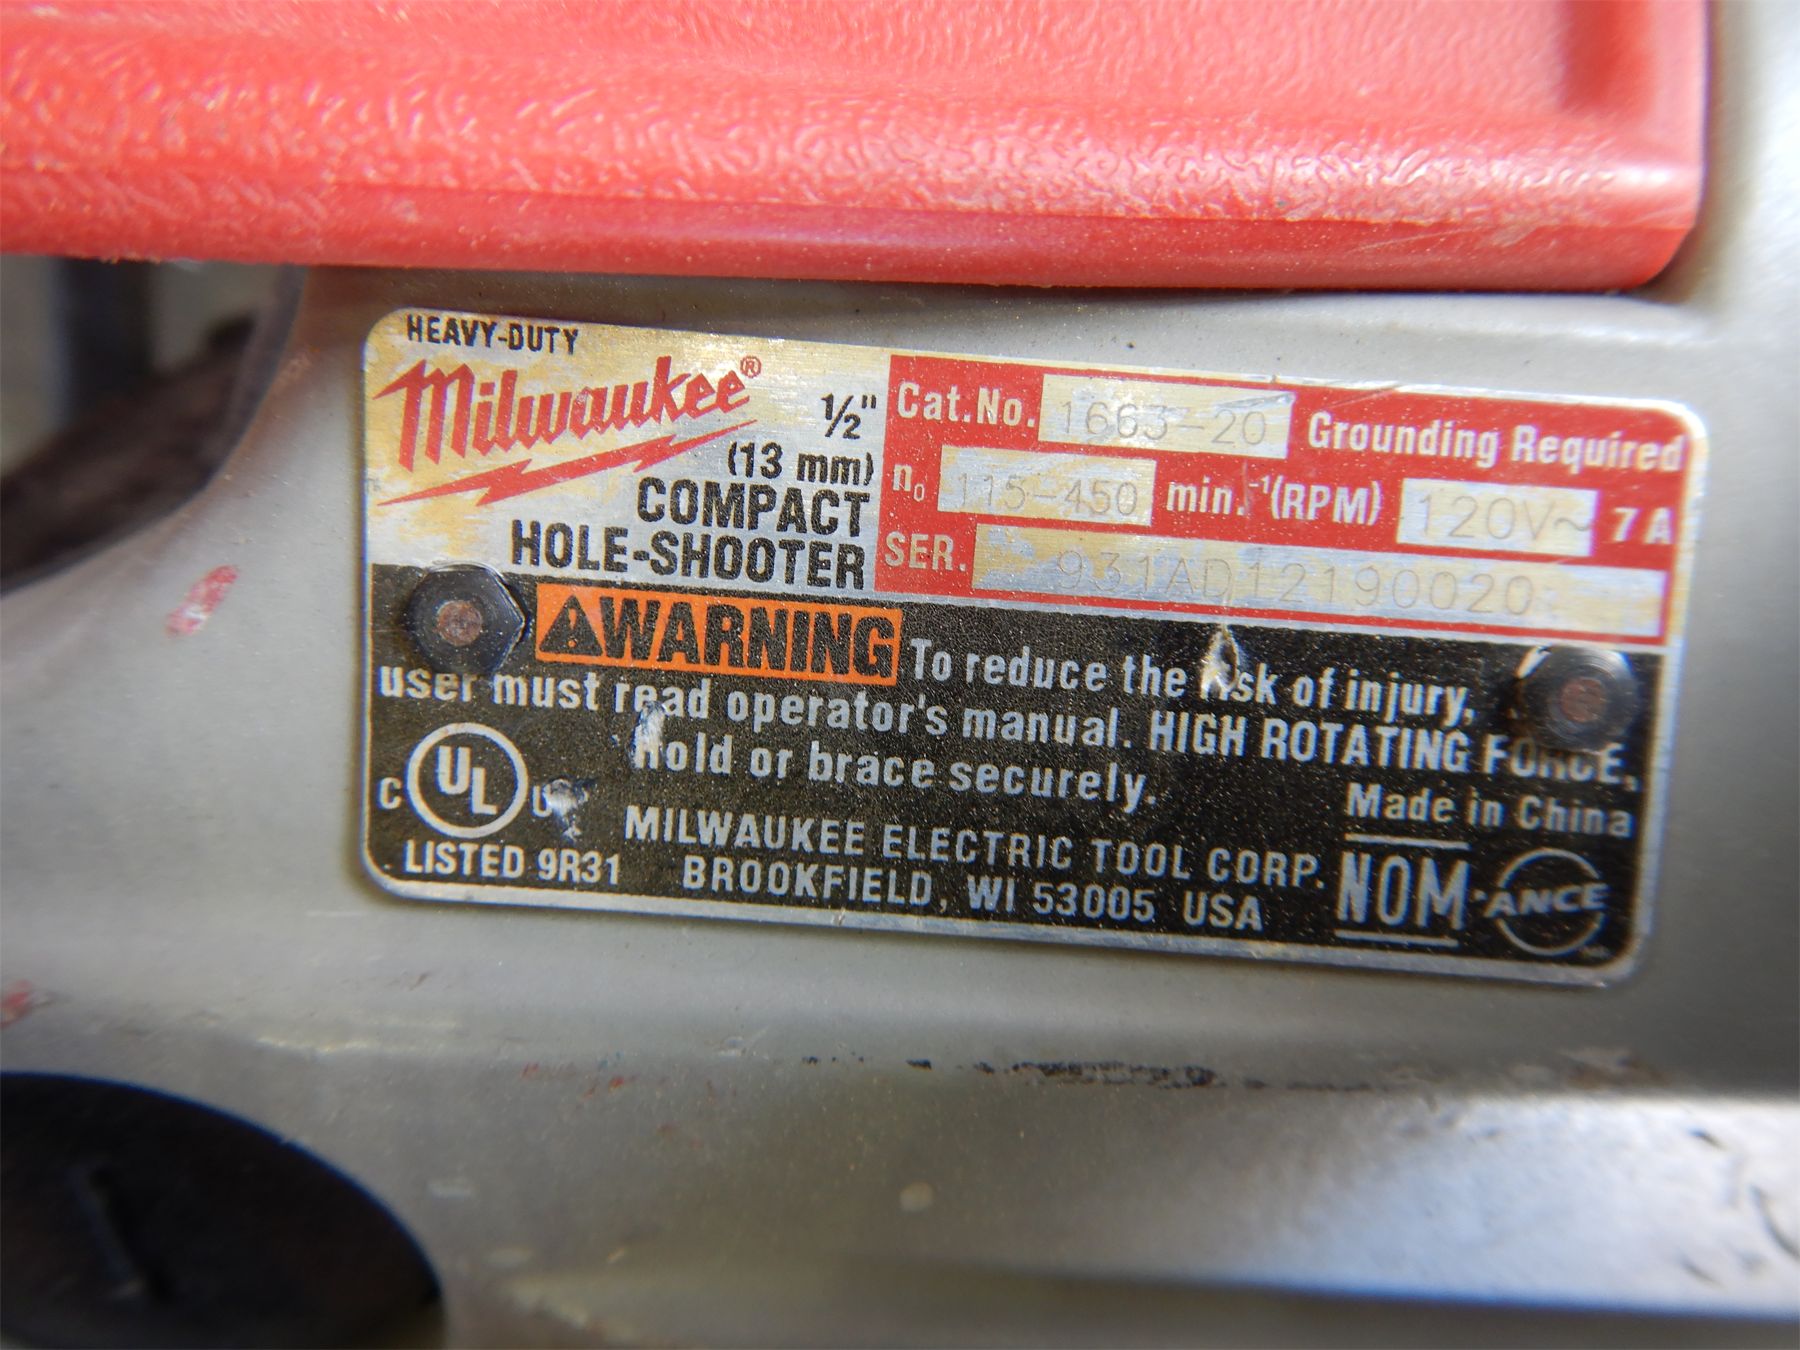 HEAVY-DUTY
Milwaukee®
1/2"
(13 mm)
COMPACT
HOLE-SHOOTER
Cat.No. 1663-20 Grounding Required
n₀ 115-450 min.⁻¹(RPM) 120V~ 7 A
SER. 931AD12190020
WARNING To reduce the risk of injury,
user must read operator's manual. HIGH ROTATING FORCE,
Hold or brace securely.
Made in China
C UL US
LISTED 9R31
MILWAUKEE ELECTRIC TOOL CORP.
BROOKFIELD, WI 53005 USA
NOM-ANCE